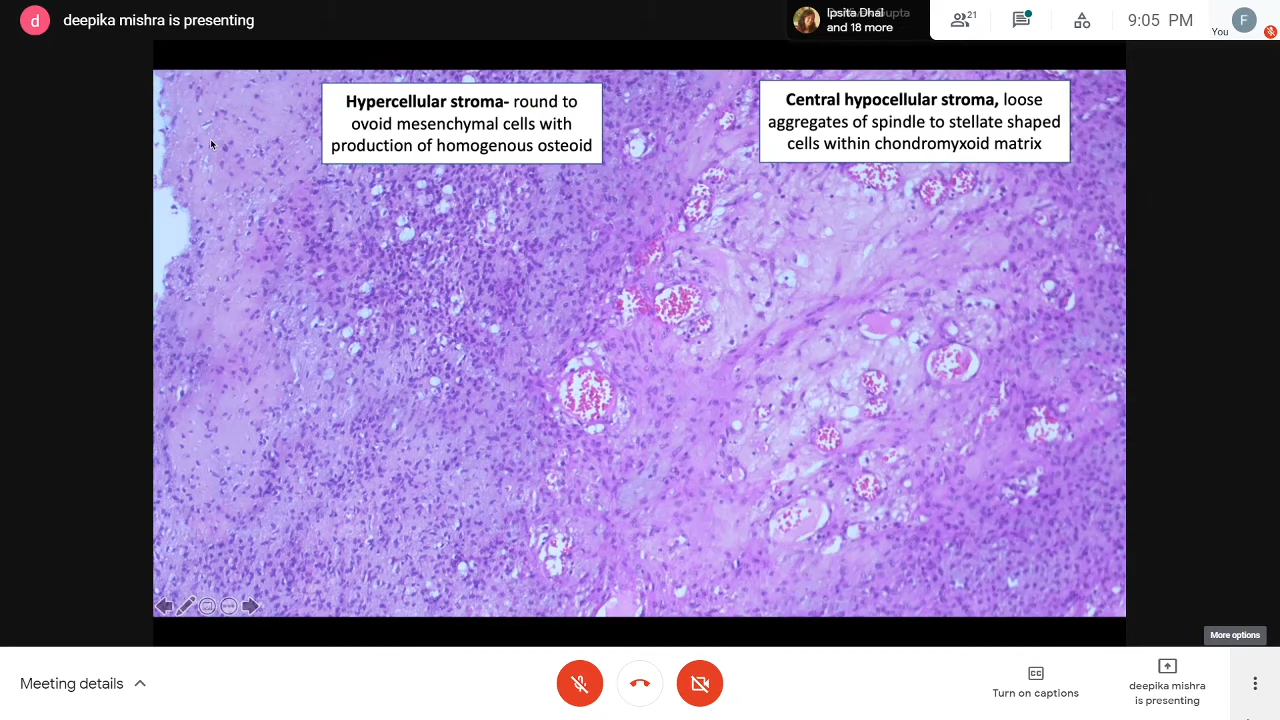 d
deepika mishra is presenting
Ipsita Dhal
and 18 more
21
9:05 PM
You
F
Hypercellular stroma- round to
ovoid mesenchymal cells with
production of homogenous osteoid
Central hypocellular stroma, loose
aggregates of spindle to stellate shaped
cells within chondromyxoid matrix
More options
Meeting details
CC
Turn on captions
deepika mishra
is presenting